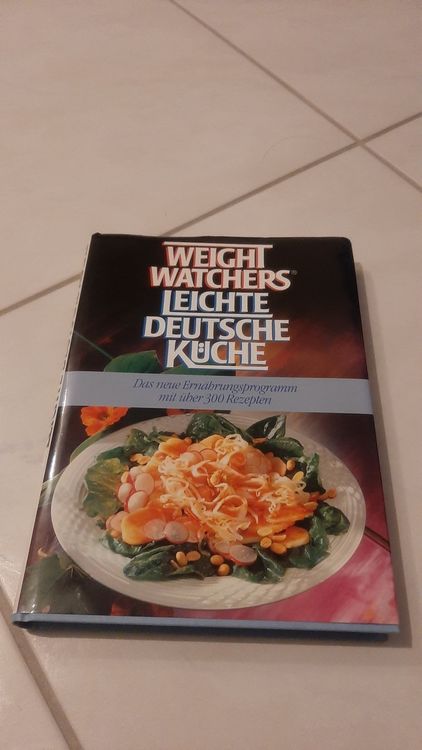 WEIGHT
WATCHERS®
LEICHTE
DEUTSCHE
KÜCHE
Das neue Ernährungsprogramm
mit über 300 Rezepten